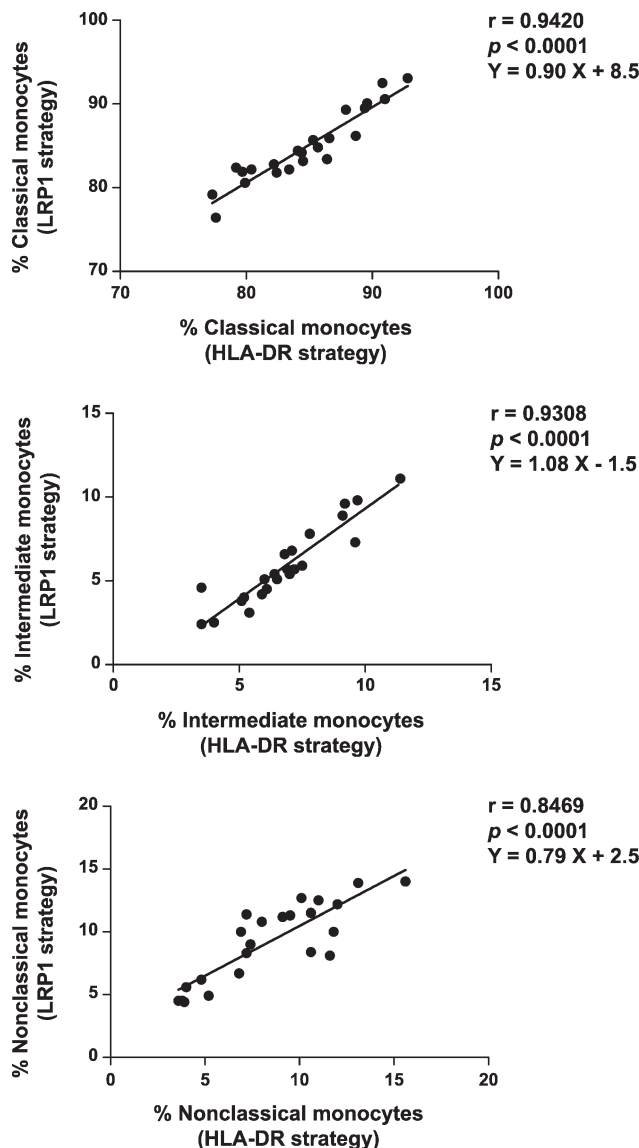 r = 0.9420
p < 0.0001
Y = 0.90 X + 8.5
% Classical monocytes
(LRP1 strategy)
100
90
80
70
70 80 90 100
% Classical monocytes
(HLA-DR strategy)
r = 0.9308
p < 0.0001
Y = 1.08 X - 1.5
% Intermediate monocytes
(LRP1 strategy)
15
10
5
0
0 5 10 15
% Intermediate monocytes
(HLA-DR strategy)
r = 0.8469
p < 0.0001
Y = 0.79 X + 2.5
% Nonclassical monocytes
(LRP1 strategy)
20
15
10
5
0
0 5 10 15 20
% Nonclassical monocytes
(HLA-DR strategy)